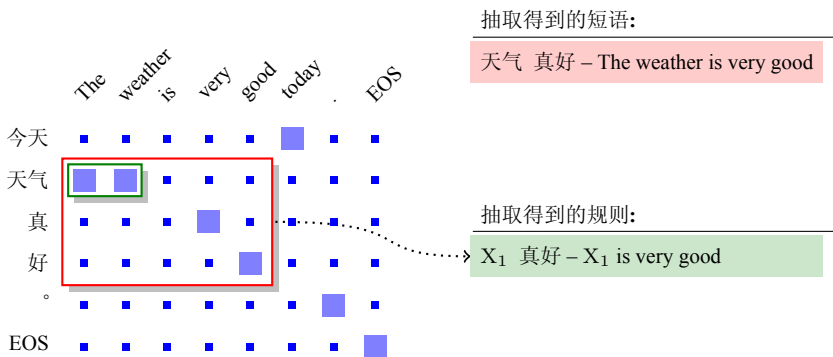 The weather is very good today . EOS
今天
天气
真
好
。
EOS
抽取得到的短语:
天气 真好 – The weather is very good
抽取得到的规则:
X₁ 真好 – X₁ is very good